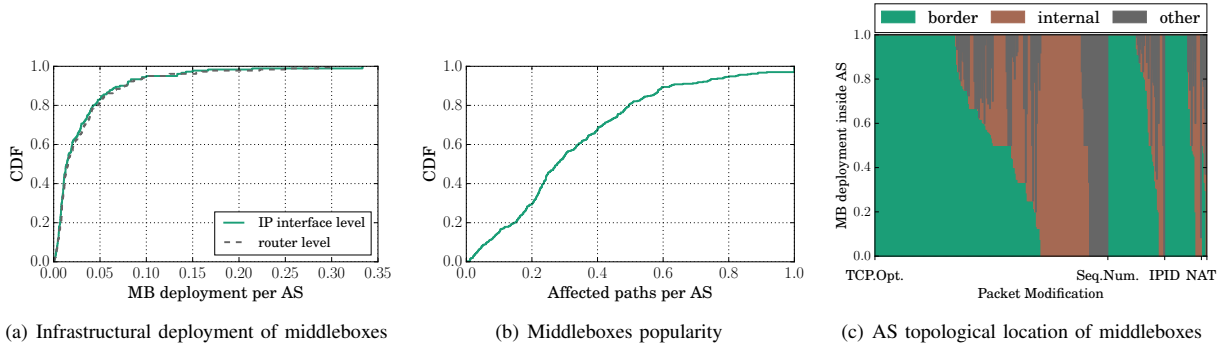 border internal other
1.0
0.8
0.6
0.4
0.2
0.0
CDF
IP interface level
router level
0.00 0.05 0.10 0.15 0.20 0.25 0.30 0.35
MB deployment per AS
(a) Infrastructural deployment of middleboxes
1.0
0.8
0.6
0.4
0.2
0.0
CDF
0.0 0.2 0.4 0.6 0.8 1.0
Affected paths per AS
(b) Middleboxes popularity
1.0
0.8
0.6
0.4
0.2
0.0
MB deployment inside AS
TCP.Opt. Seq.Num. IPID NAT
Packet Modification
(c) AS topological location of middleboxes